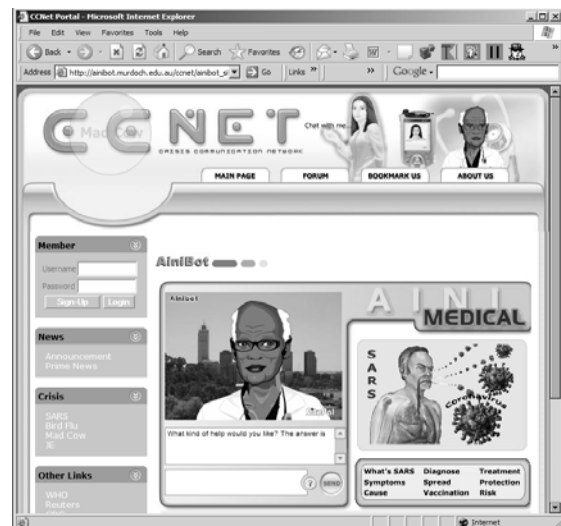 CCNet Portal - Microsoft Internet Explorer
File Edit View Favorites Tools Help
Back Search Favorites
Address http://ainibot.murdoch.edu.au/ccnet/ainibot_s Go Links » » Google
CCNET
Mad Cow
Chat with me...
CRISIS COMMUNICATION NETWORK
MAIN PAGE FORUM BOOKMARK US ABOUT US
Member
Username
Password
Sign-Up Login
News
Announcement
Prime News
Crisis
SARS
Bird Flu
Mad Cow
JE
Other Links
WHO
Reuters
AiniBot
Ainibot
What kind of help would you like? The answer is
? SEND
AINI
MEDICAL
SARS
Coronavirus
What's SARS Diagnose Treatment
Symptoms Spread Protection
Cause Vaccination Risk
Internet